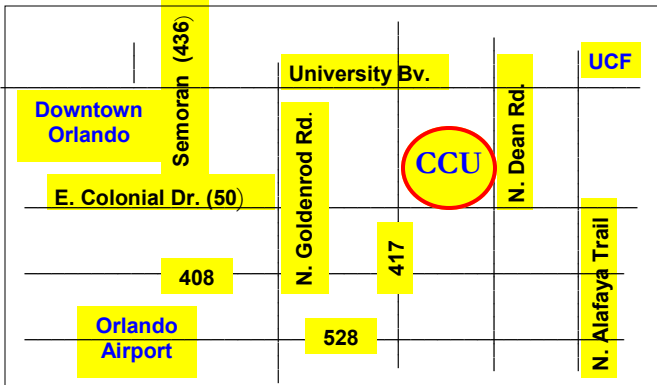 Semoran (436)
University Bv.
UCF
Downtown
Orlando
N. Goldenrod Rd.
CCU
N. Dean Rd.
E. Colonial Dr. (50)
417
N. Alafaya Trail
408
Orlando
Airport
528